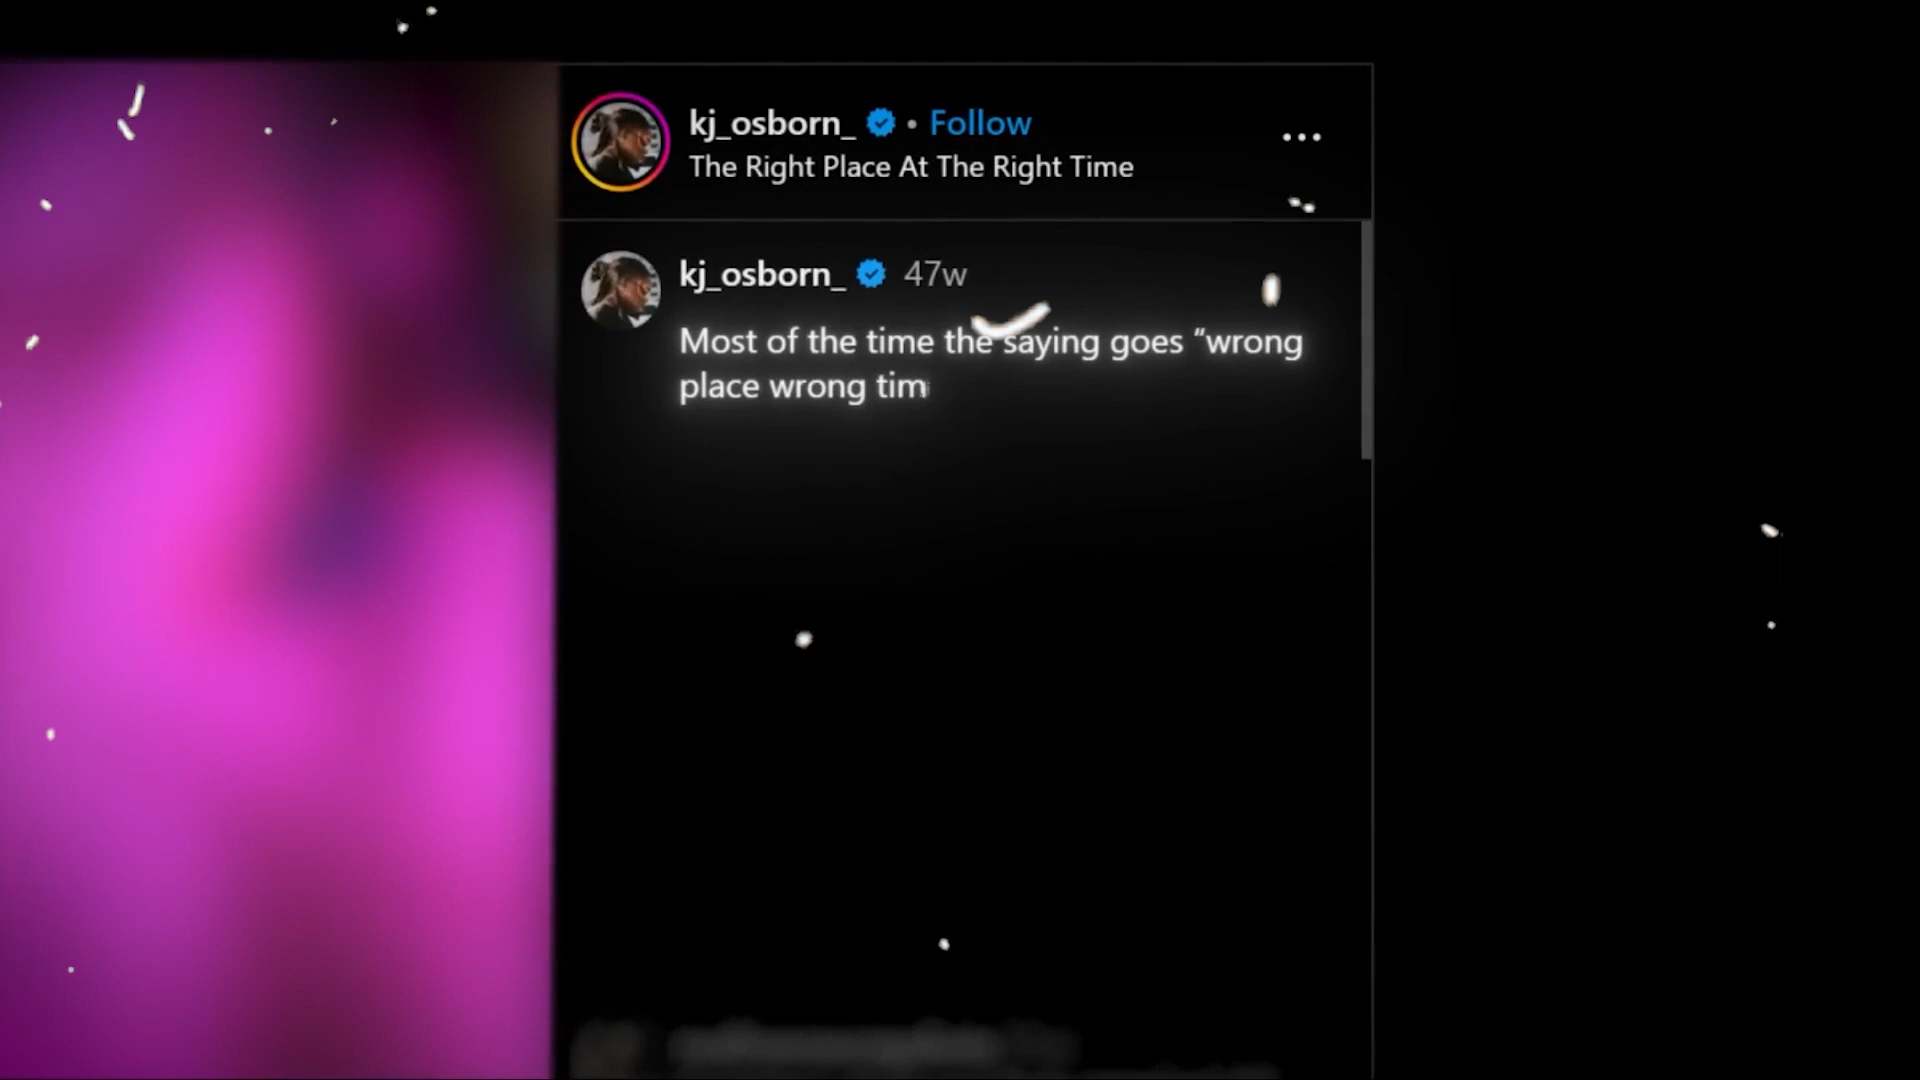 kj_osborn_ • Follow
The Right Place At The Right Time
kj_osborn_ 47w
Most of the time the saying goes “wrong
place wrong tim